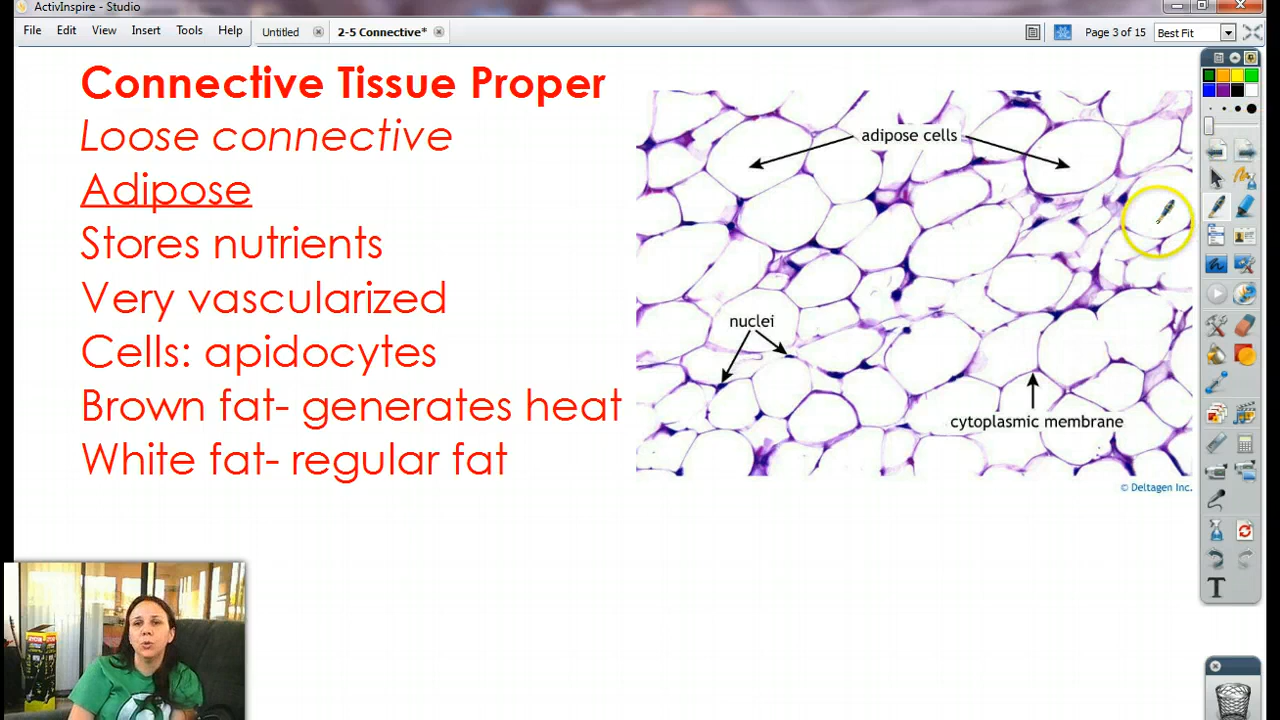 ActivInspire - Studio
File Edit View Insert Tools Help Untitled 2-5 Connective* Page 3 of 15 Best Fit
Connective Tissue Proper
Loose connective
Adipose
Stores nutrients
Very vascularized
Cells: apidocytes
Brown fat- generates heat
White fat- regular fat
adipose cells
nuclei
cytoplasmic membrane
© Deltagen Inc.
T